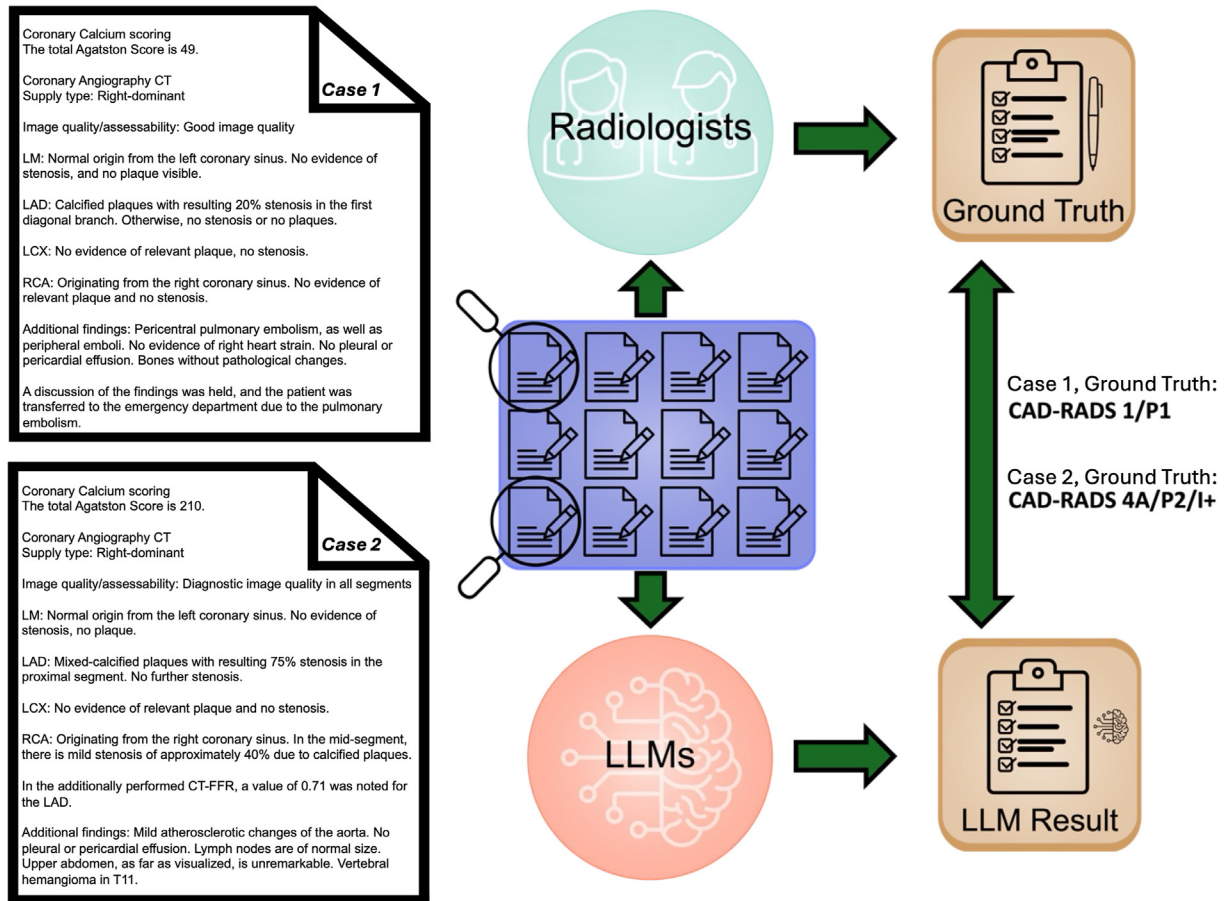 Coronary Calcium scoring
The total Agatston Score is 49.
Case 1
Coronary Angiography CT
Supply type: Right-dominant
Image quality/assessability: Good image quality
LM: Normal origin from the left coronary sinus. No evidence of
stenosis, and no plaque visible.
LAD: Calcified plaques with resulting 20% stenosis in the first
diagonal branch. Otherwise, no stenosis or no plaques.
LCX: No evidence of relevant plaque, no stenosis.
RCA: Originating from the right coronary sinus. No evidence of
relevant plaque and no stenosis.
Additional findings: Pericentral pulmonary embolism, as well as
peripheral emboli. No evidence of right heart strain. No pleural or
pericardial effusion. Bones without pathological changes.
A discussion of the findings was held, and the patient was
transferred to the emergency department due to the pulmonary
embolism.
Coronary Calcium scoring
The total Agatston Score is 210.
Case 2
Coronary Angiography CT
Supply type: Right-dominant
Image quality/assessability: Diagnostic image quality in all segments
LM: Normal origin from the left coronary sinus. No evidence of
stenosis, no plaque.
LAD: Mixed-calcified plaques with resulting 75% stenosis in the
proximal segment. No further stenosis.
LCX: No evidence of relevant plaque and no stenosis.
RCA: Originating from the right coronary sinus. In the mid-segment,
there is mild stenosis of approximately 40% due to calcified plaques.
In the additionally performed CT-FFR, a value of 0.71 was noted for
the LAD.
Additional findings: Mild atherosclerotic changes of the aorta. No
pleural or pericardial effusion. Lymph nodes are of normal size.
Upper abdomen, as far as visualized, is unremarkable. Vertebral
hemangioma in T11.
Radiologists
Ground Truth
Case 1, Ground Truth:
CAD-RADS 1/P1
Case 2, Ground Truth:
CAD-RADS 4A/P2/I+
LLMs
LLM Result